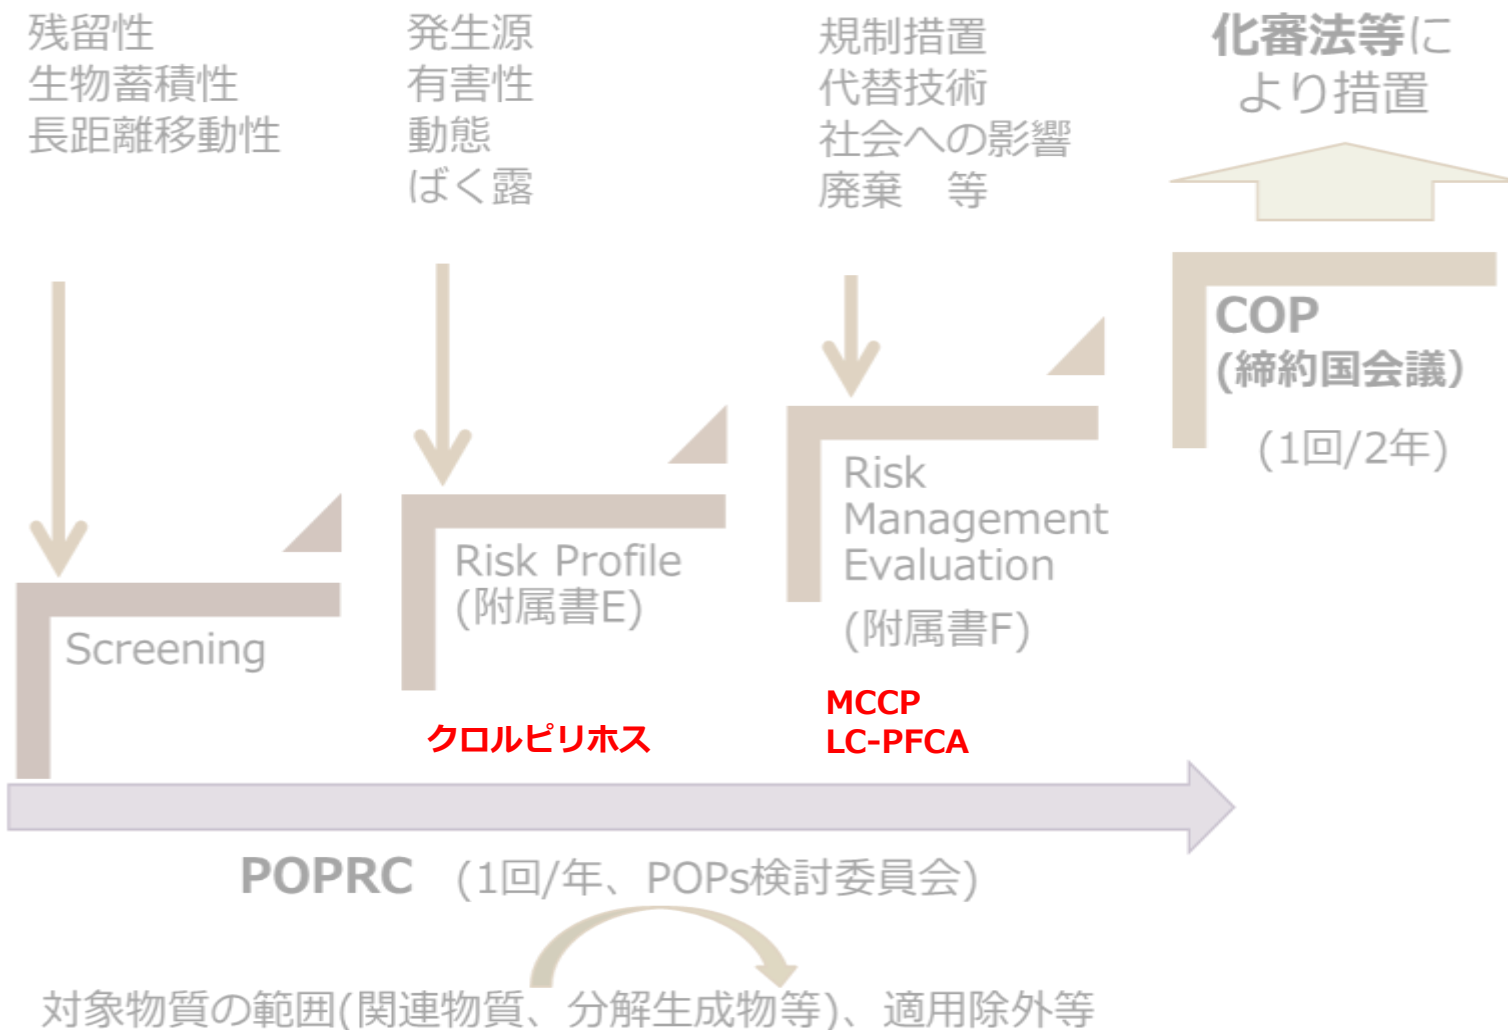 残留性
生物蓄積性
長距離移動性
発生源
有害性
動態
ばく露
規制措置
代替技術
社会への影響
廃棄　等
化審法等に
より措置
Screening
Risk Profile
(附属書E)
クロルピリホス
Risk
Management
Evaluation
(附属書F)
MCCP
LC-PFCA
COP
(締約国会議)
(1回/2年)
POPRC (1回/年、POPs検討委員会)
対象物質の範囲(関連物質、分解生成物等)、適用除外等